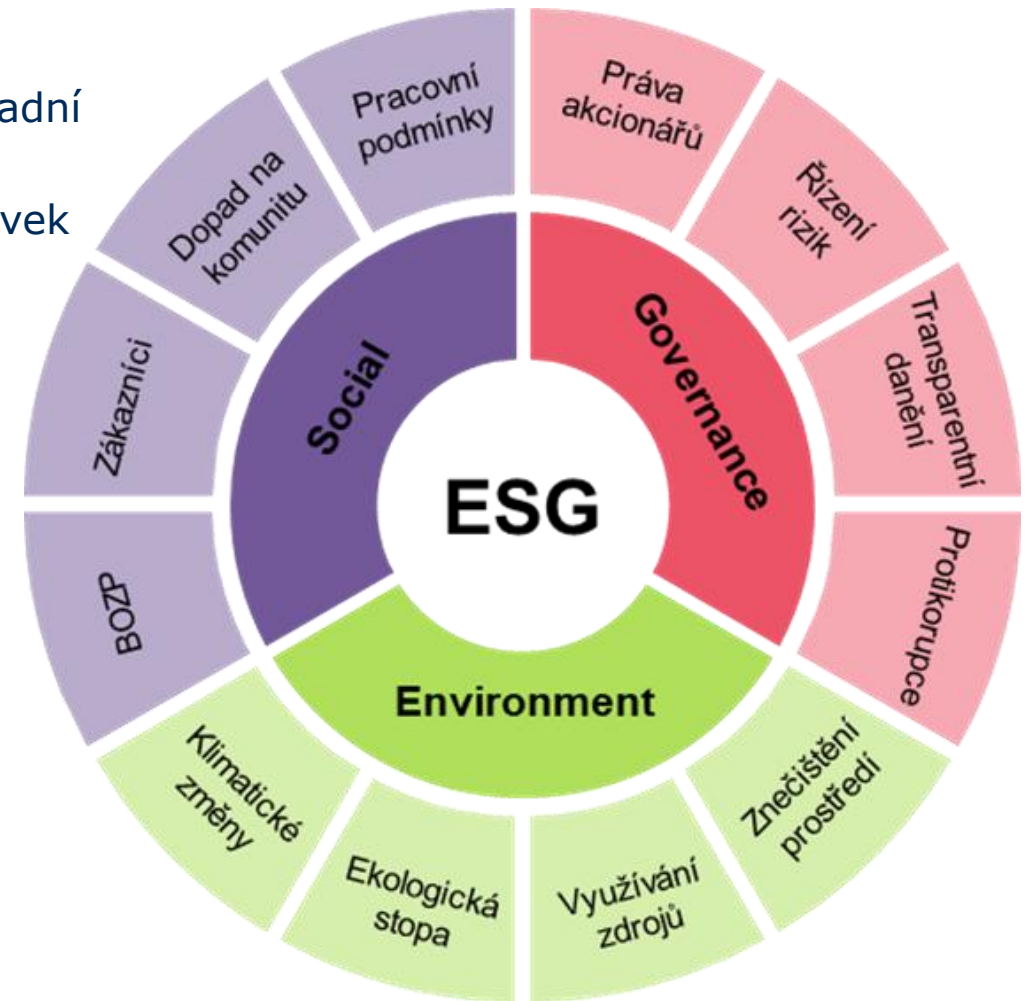 adní
vek
Pracovní
podmínky
Práva
akcionářů
Dopad na
komunitu
Řízení
rizik
Zákazníci
Social
Governance
Transparentní
danění
ESG
BOZP
Protikorupce
Environment
Klimatické
změny
Znečištění
prostředí
Ekologická
stopa
Využívání
zdrojů